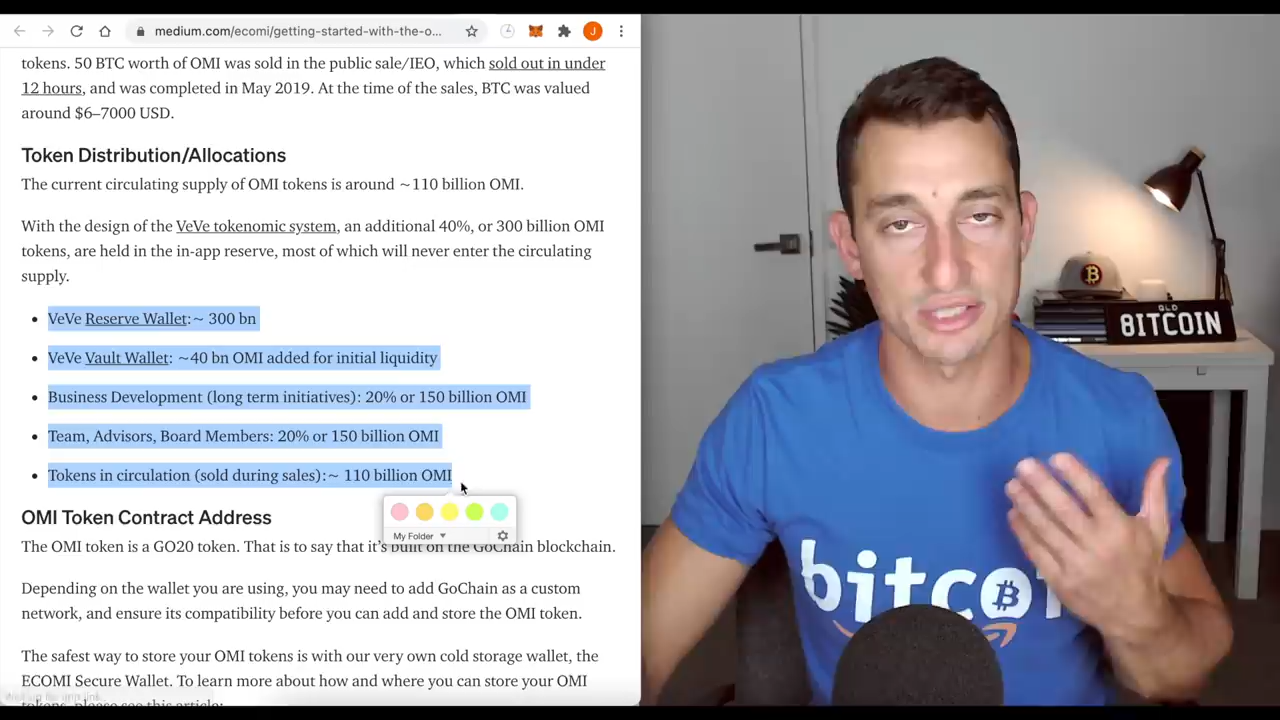 medium.com/ecomi/getting-started-with-the-o...
J
tokens. 50 BTC worth of OMI was sold in the public sale/IEO, which sold out in under
12 hours, and was completed in May 2019. At the time of the sales, BTC was valued
around $6–7000 USD.
Token Distribution/Allocations
The current circulating supply of OMI tokens is around ~110 billion OMI.
With the design of the VeVe tokenomic system, an additional 40%, or 300 billion OMI
tokens, are held in the in-app reserve, most of which will never enter the circulating
supply.
VeVe Reserve Wallet:~ 300 bn
VeVe Vault Wallet: ~40 bn OMI added for initial liquidity
Business Development (long term initiatives): 20% or 150 billion OMI
Team, Advisors, Board Members: 20% or 150 billion OMI
Tokens in circulation (sold during sales):~ 110 billion OMI
My Folder
OMI Token Contract Address
The OMI token is a GO20 token. That is to say that it's built on the GoChain blockchain.
Depending on the wallet you are using, you may need to add GoChain as a custom
network, and ensure its compatibility before you can add and store the OMI token.
The safest way to store your OMI tokens is with our very own cold storage wallet, the
ECOMI Secure Wallet. To learn more about how and where you can store your OMI
tokens, please see this article:
QLD
8ITCOIN
bitco